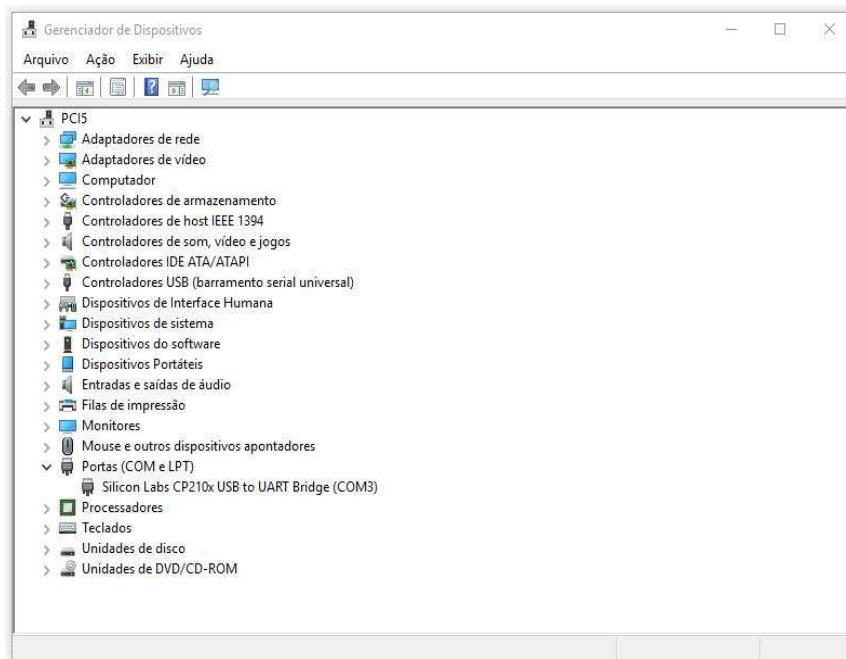 Gerenciador de Dispositivos
Arquivo Ação Exibir Ajuda
PCI5
Adaptadores de rede
Adaptadores de vídeo
Computador
Controladores de armazenamento
Controladores de host IEEE 1394
Controladores de som, vídeo e jogos
Controladores IDE ATA/ATAPI
Controladores USB (barramento serial universal)
Dispositivos de Interface Humana
Dispositivos de sistema
Dispositivos do software
Dispositivos Portáteis
Entradas e saídas de áudio
Filas de impressão
Monitores
Mouse e outros dispositivos apontadores
Portas (COM e LPT)
Silicon Labs CP210x USB to UART Bridge (COM3)
Processadores
Teclados
Unidades de disco
Unidades de DVD/CD-ROM